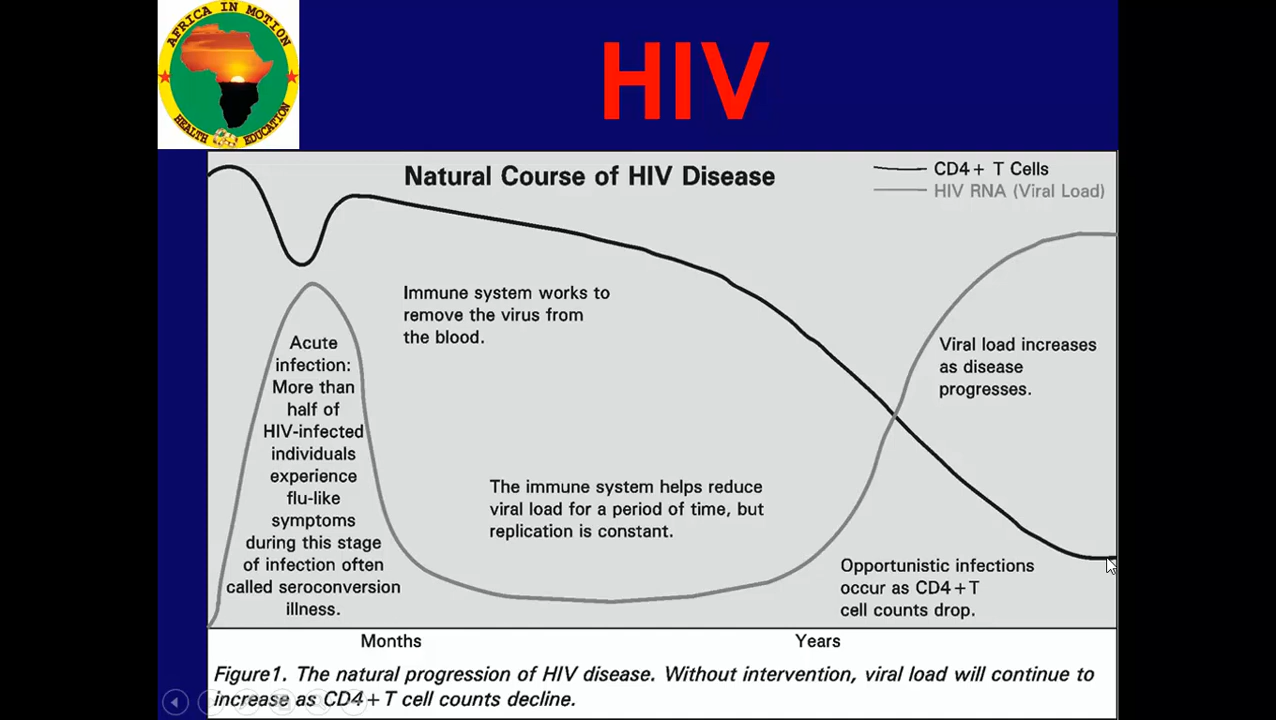 AFRICA IN MOTION
HEALTH EDUCATION
HIV
Natural Course of HIV Disease
CD4+ T Cells
HIV RNA (Viral Load)
Immune system works to
remove the virus from
the blood.
Acute
infection:
More than
half of
HIV-infected
individuals
experience
flu-like
symptoms
during this stage
of infection often
called seroconversion
illness.
The immune system helps reduce
viral load for a period of time, but
replication is constant.
Viral load increases
as disease
progresses.
Opportunistic infections
occur as CD4+T
cell counts drop.
Months
Years
Figure1. The natural progression of HIV disease. Without intervention, viral load will continue to
increase as CD4+T cell counts decline.